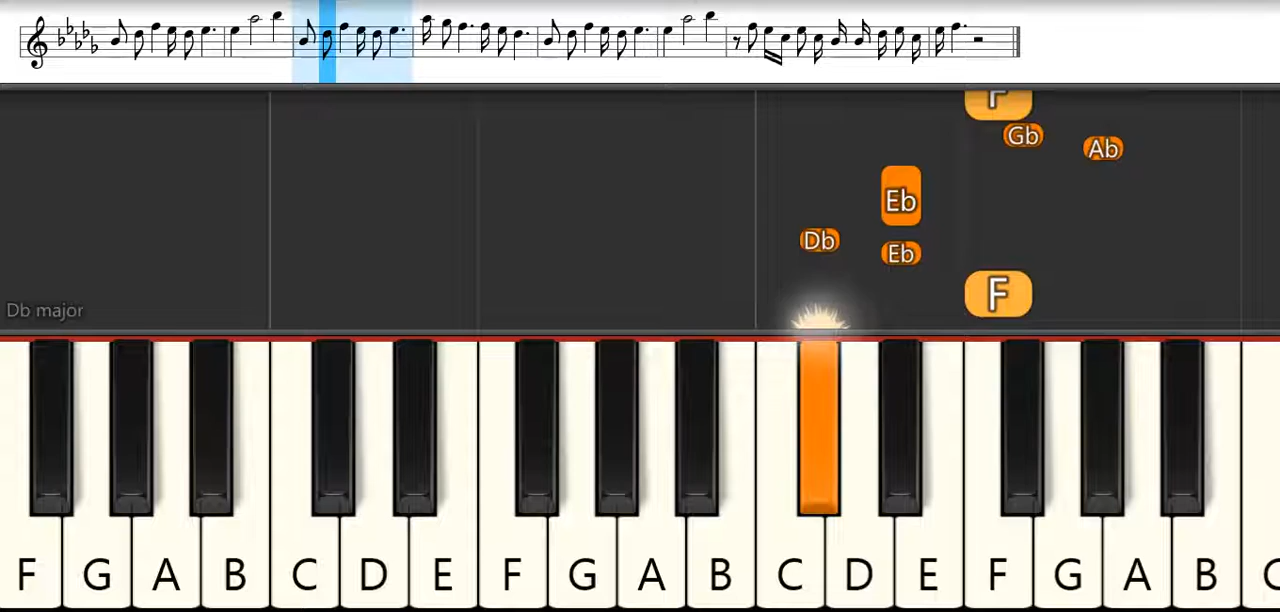 F
Gb
Ab
Eb
Db
Eb
F
Db major
F G A B C D E F G A B C D E F G A B C